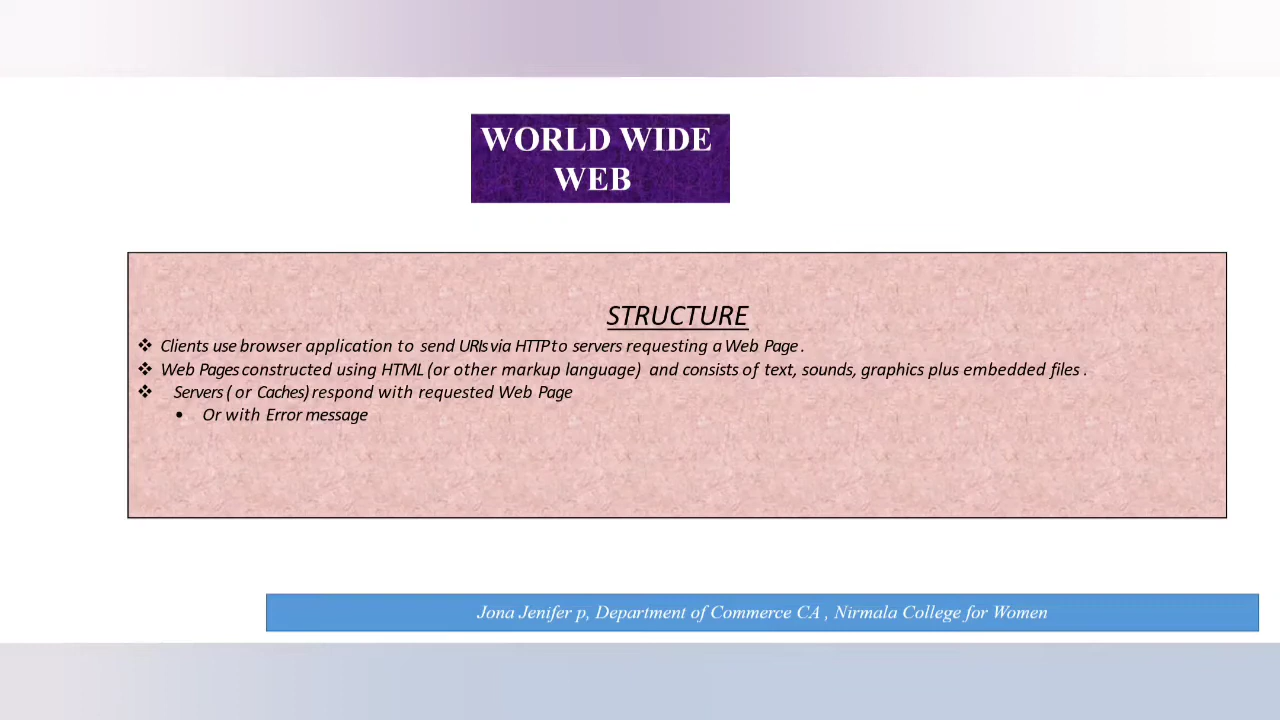 WORLD WIDE
WEB
STRUCTURE
❖ Clients use browser application to send URIs via HTTP to servers requesting a Web Page .
❖ Web Pages constructed using HTML (or other markup language) and consists of text, sounds, graphics plus embedded files .
❖ Servers ( or Caches) respond with requested Web Page
• Or with Error message
Jona Jenifer p, Department of Commerce CA , Nirmala College for Women